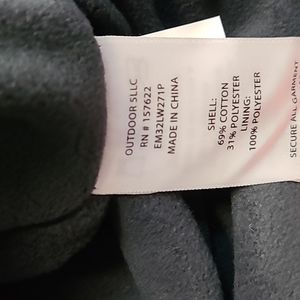 OUTDOOR 5LLC
RN # 157622
EM32LW271P
MADE IN CHINA
SHELL:
69% COTTON
31% POLYESTER
LINING:
100% POLYESTER
SECURE ALL GARMENT